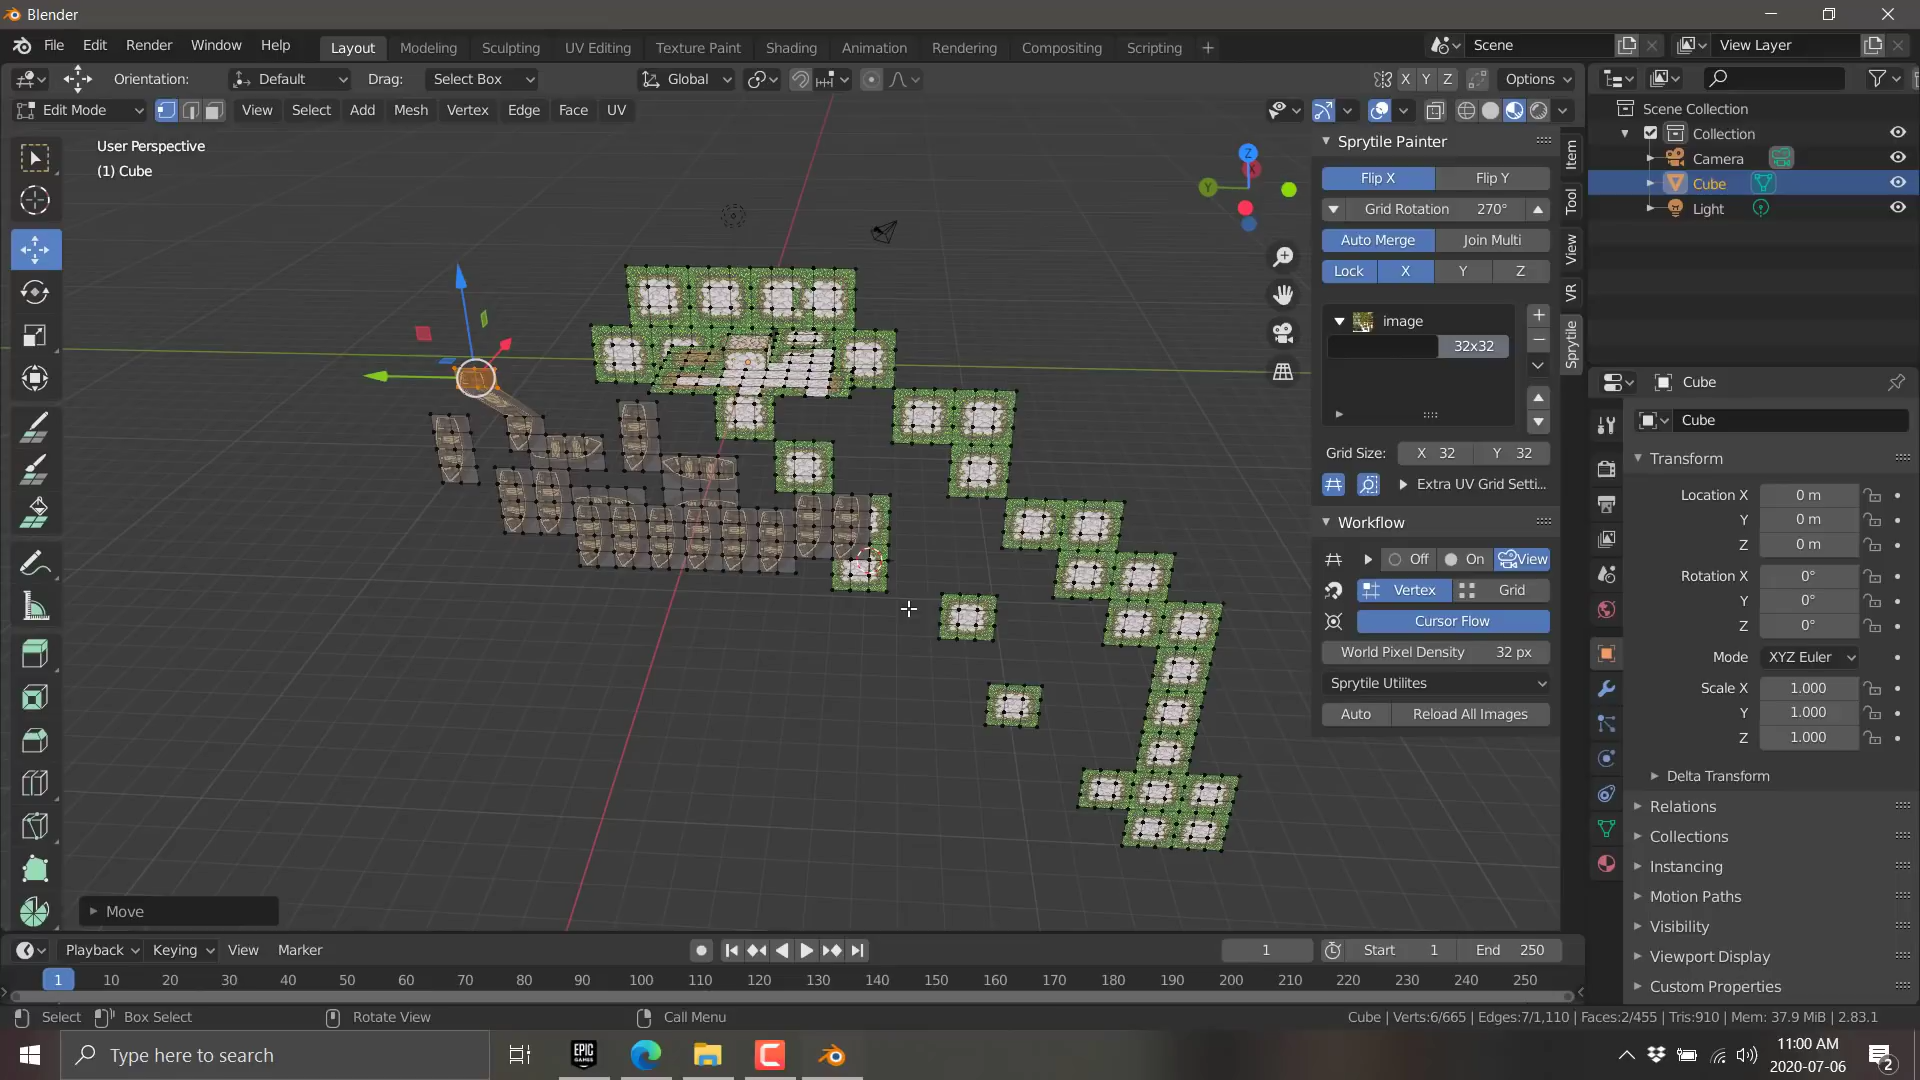 Blender
File Edit Render Window Help Layout Modeling Sculpting UV Editing Texture Paint Shading Animation Rendering Compositing Scripting + Scene View Layer
Orientation: Default Drag: Select Box Global X Y Z Options
Edit Mode View Select Add Mesh Vertex Edge Face UV
User Perspective
(1) Cube
Z
Y
X
Sprytile Painter
Flip X Flip Y
Grid Rotation 270°
Auto Merge Join Multi
Lock X Y Z
image
32x32
Grid Size: X 32 Y 32
Extra UV Grid Setti...
Workflow
Off On View
Vertex Grid
Cursor Flow
World Pixel Density 32 px
Sprytile Utilites
Auto Reload All Images
Item
Tool
View
VR
Sprytile
Scene Collection
Collection
Camera
Cube
Light
Cube
Cube
Transform
Location X 0 m
Y 0 m
Z 0 m
Rotation X 0°
Y 0°
Z 0°
Mode XYZ Euler
Scale X 1.000
Y 1.000
Z 1.000
Delta Transform
Relations
Collections
Instancing
Motion Paths
Visibility
Viewport Display
Custom Properties
Move
Playback Keying View Marker 1 Start 1 End 250
1 10 20 30 40 50 60 70 80 90 100 110 120 130 140 150 160 170 180 190 200 210 220 230 240 250
Select Box Select Rotate View Call Menu Cube | Verts:6/665 | Edges:7/1,110 | Faces:2/455 | Tris:910 | Mem: 37.9 MiB | 2.83.1
Type here to search EPIC GAMES 11:00 AM
2020-07-06
2